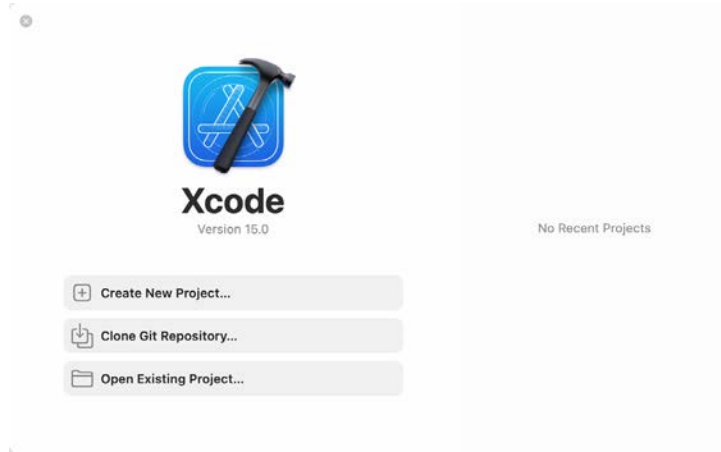 Xcode
Version 15.0
Create New Project...
Clone Git Repository...
Open Existing Project...
No Recent Projects